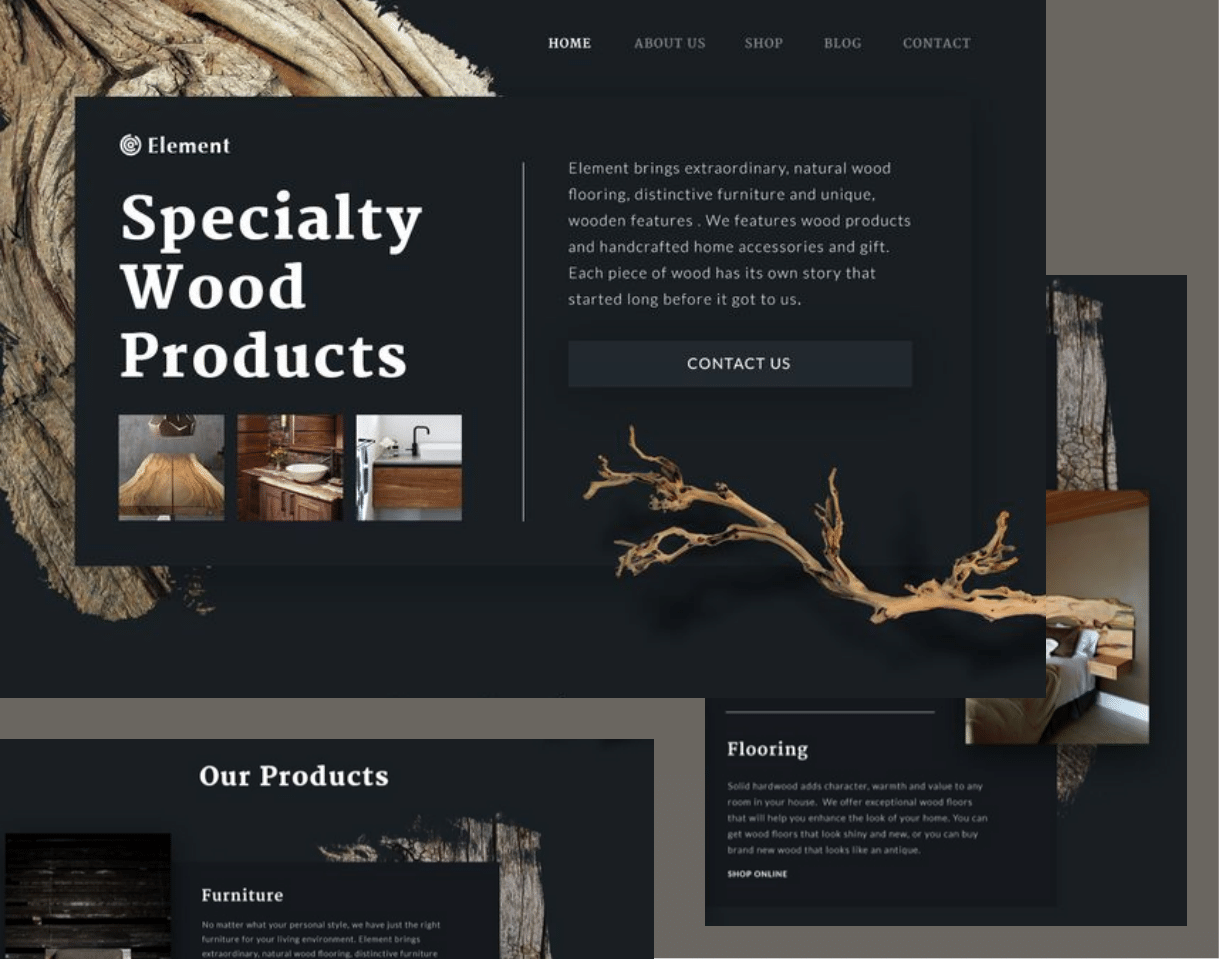 HOME ABOUT US SHOP BLOG CONTACT
Element
Specialty
Wood
Products
Element brings extraordinary, natural wood
flooring, distinctive furniture and unique,
wooden features . We features wood products
and handcrafted home accessories and gift.
Each piece of wood has its own story that
started long before it got to us.
CONTACT US
Flooring
Solid hardwood adds character, warmth and value to any
room in your house. We offer exceptional wood floors
that will help you enhance the look of your home. You can
get wood floors that look shiny and new, or you can buy
brand new wood that looks like an antique.
SHOP ONLINE
Our Products
Furniture
No matter what your personal style, we have just the right
furniture for your living environment. Element brings
extraordinary, natural wood flooring, distinctive furniture